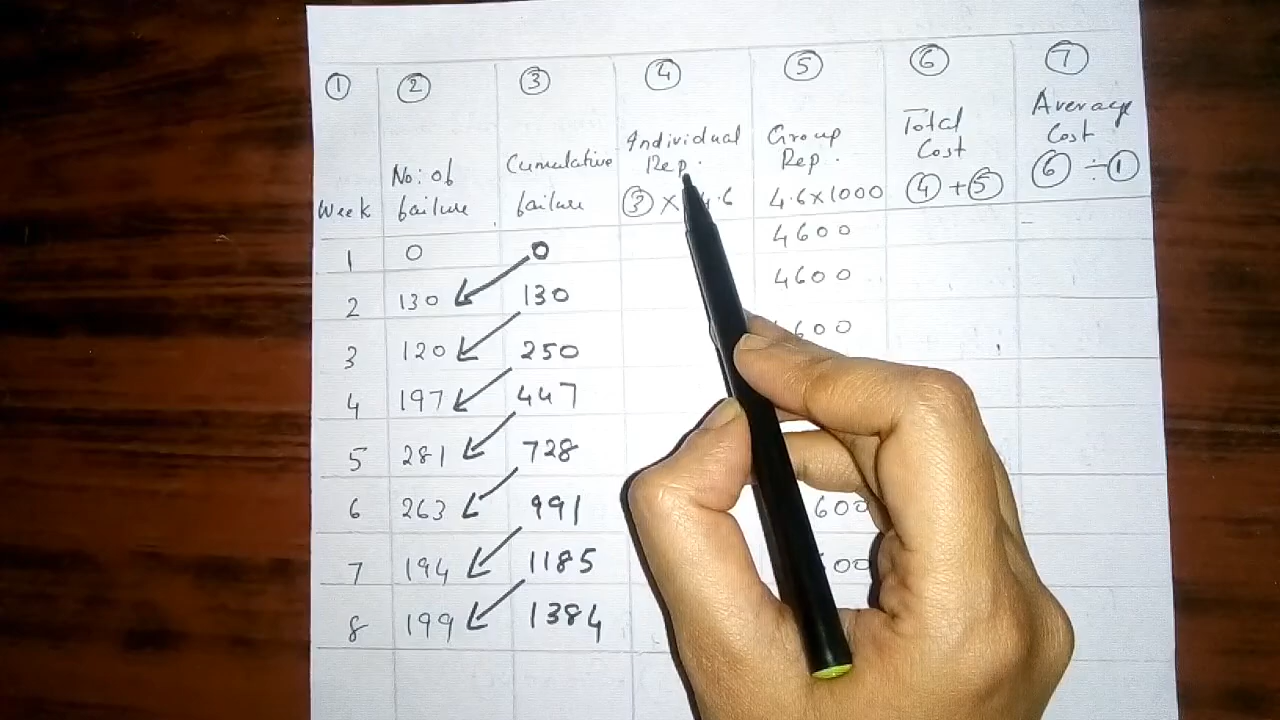 ① ② ③ ④ ⑤ ⑥ ⑦
Week No: of failure Cumulative failure Individual Rep. Group Rep. Total Cost Average Cost
③ × 4.6 4.6×1000 ④ + ⑤ ⑥ ÷ ①
1 0 0 4600
2 130 130 4600
3 120 250 600
4 197 447
5 281 728
6 263 991 600
7 194 1185 00
8 199 1384